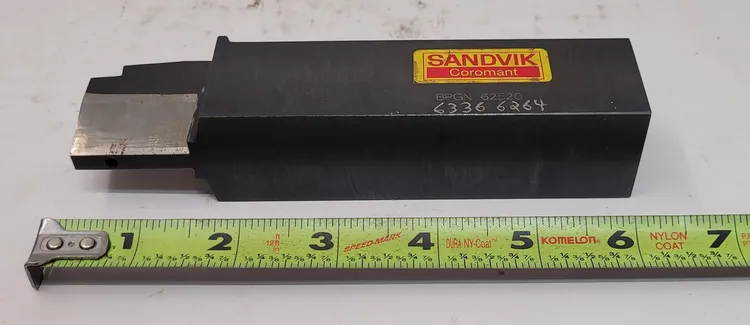 SANDVIK
Coromant
BPGN 62520
6336 6264
1 2 12 3 SPEED-MARK 4 DURA NY-Coat 5 KOMELON 6 NYLON COAT 7